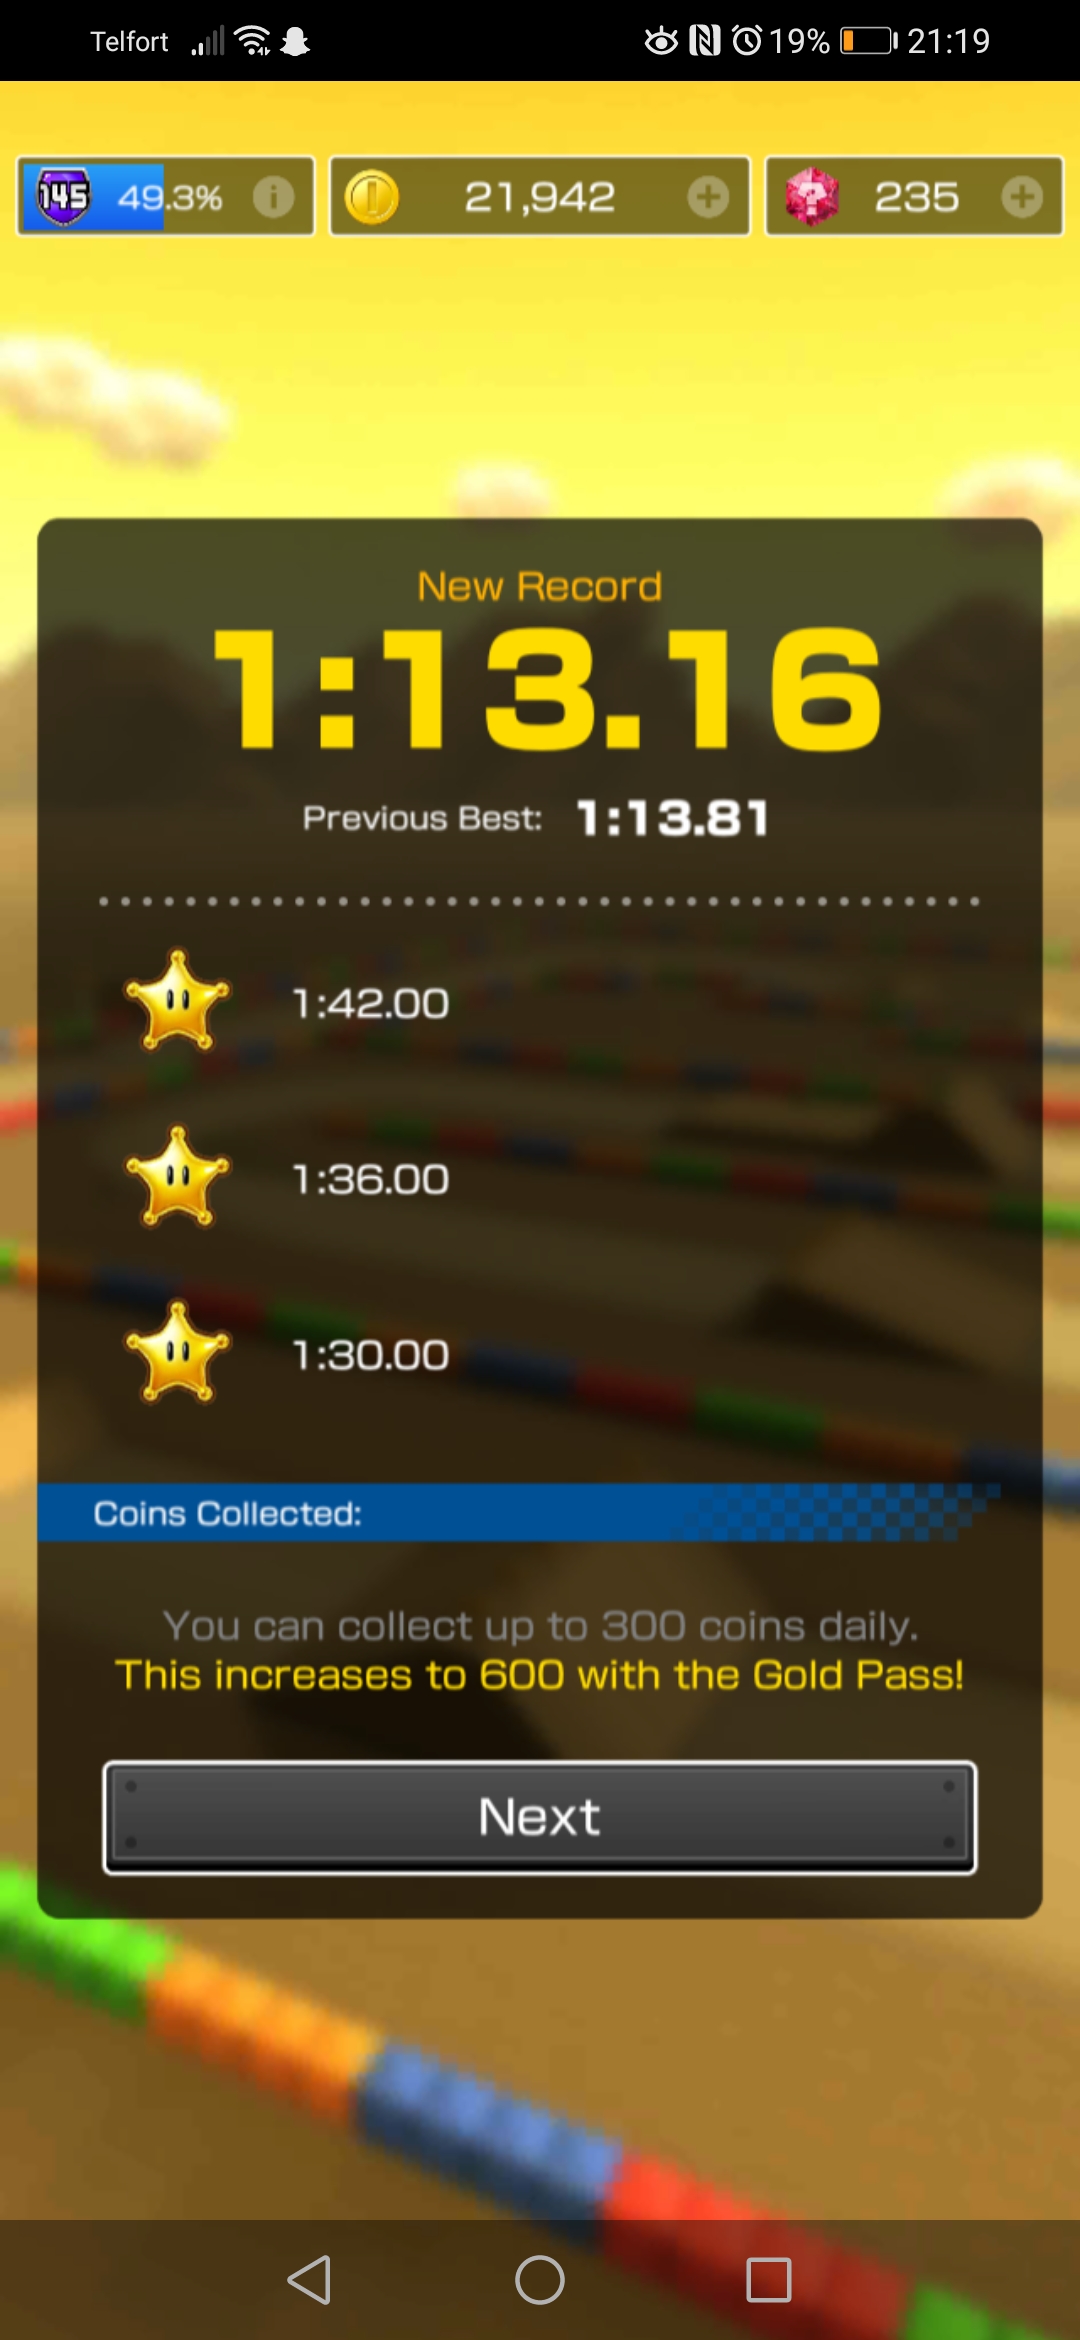 Telfort 19% 21:19
145 49.3% 21,942 235
New Record
1:13.16
Previous Best: 1:13.81
1:42.00
1:36.00
1:30.00
Coins Collected:
You can collect up to 300 coins daily.
This increases to 600 with the Gold Pass!
Next